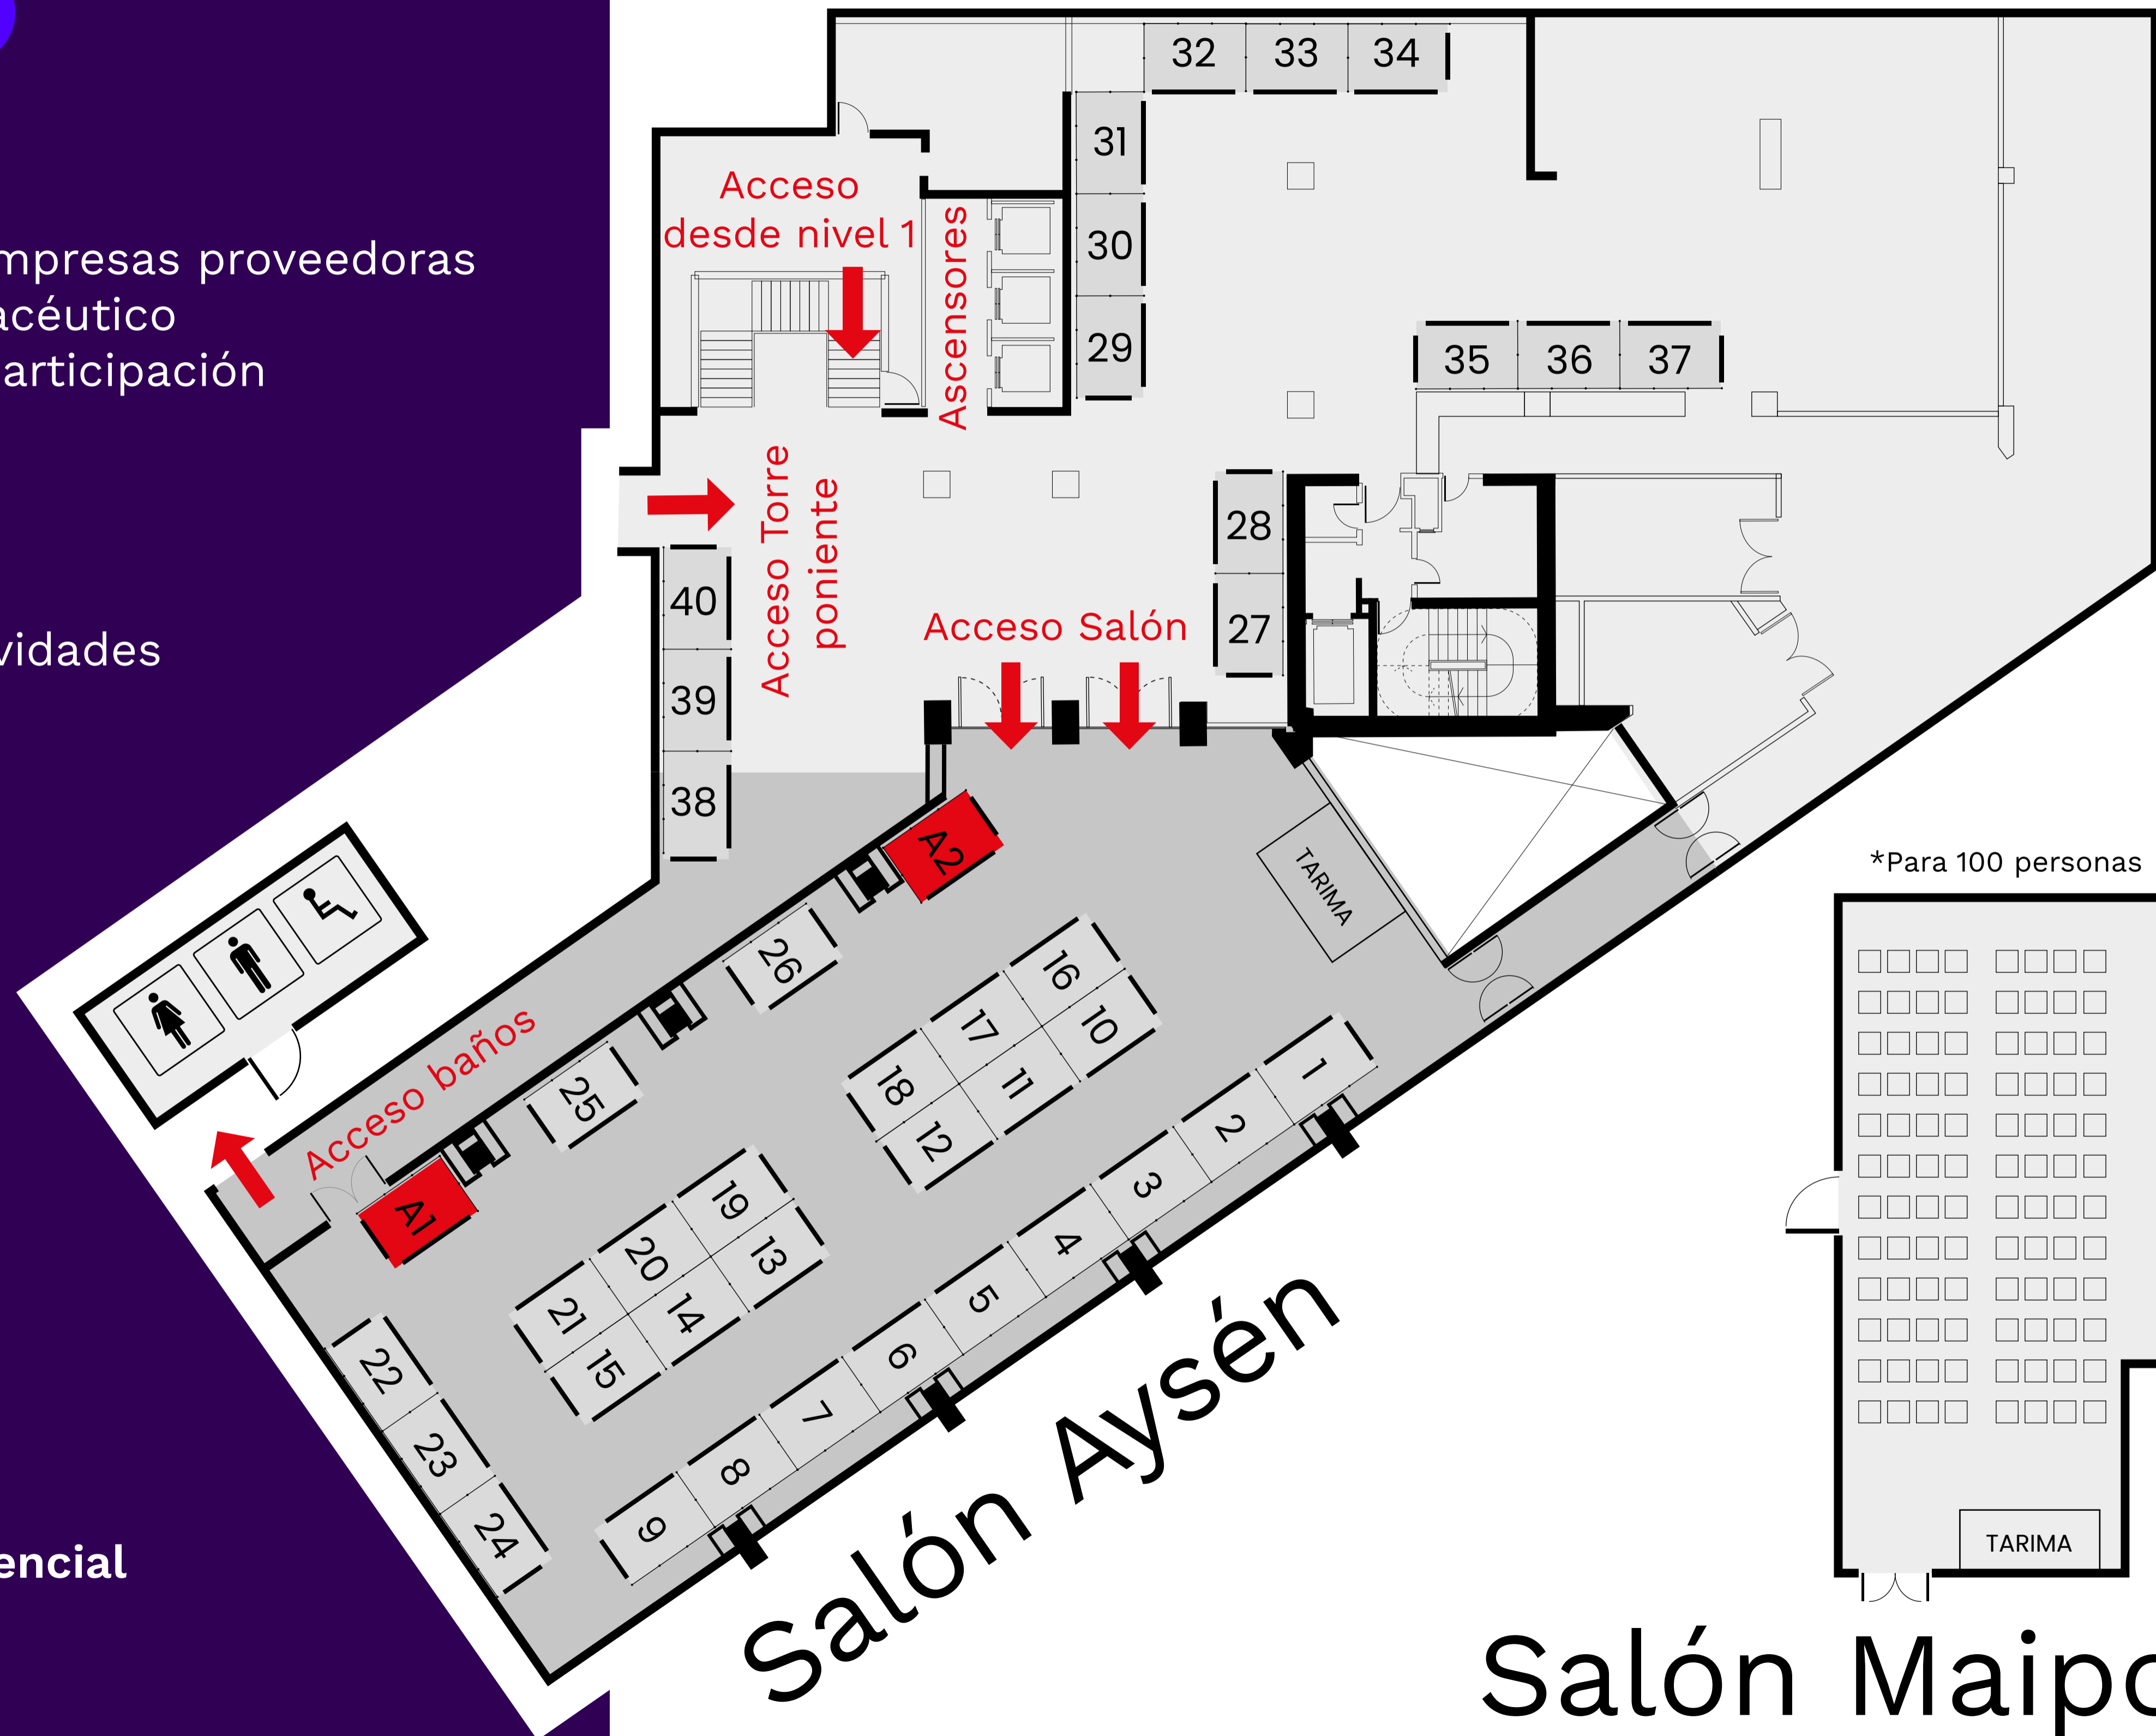 mpresas proveedoras
acéutico
articipación
vidades
encial
32 33 34
31
30
29
Acceso
desde nivel 1
Ascensores
35 36 37
Acceso Torre
poniente
28
27
40
39
38
Acceso Salón
A2
TARIMA
26
16
17
10
18
11
12
25
1
2
3
4
5
6
7
8
9
Acceso baños
A1
19
20
13
21
14
15
22
23
24
Salón Aysén
*Para 100 personas
TARIMA
Salón Maipo